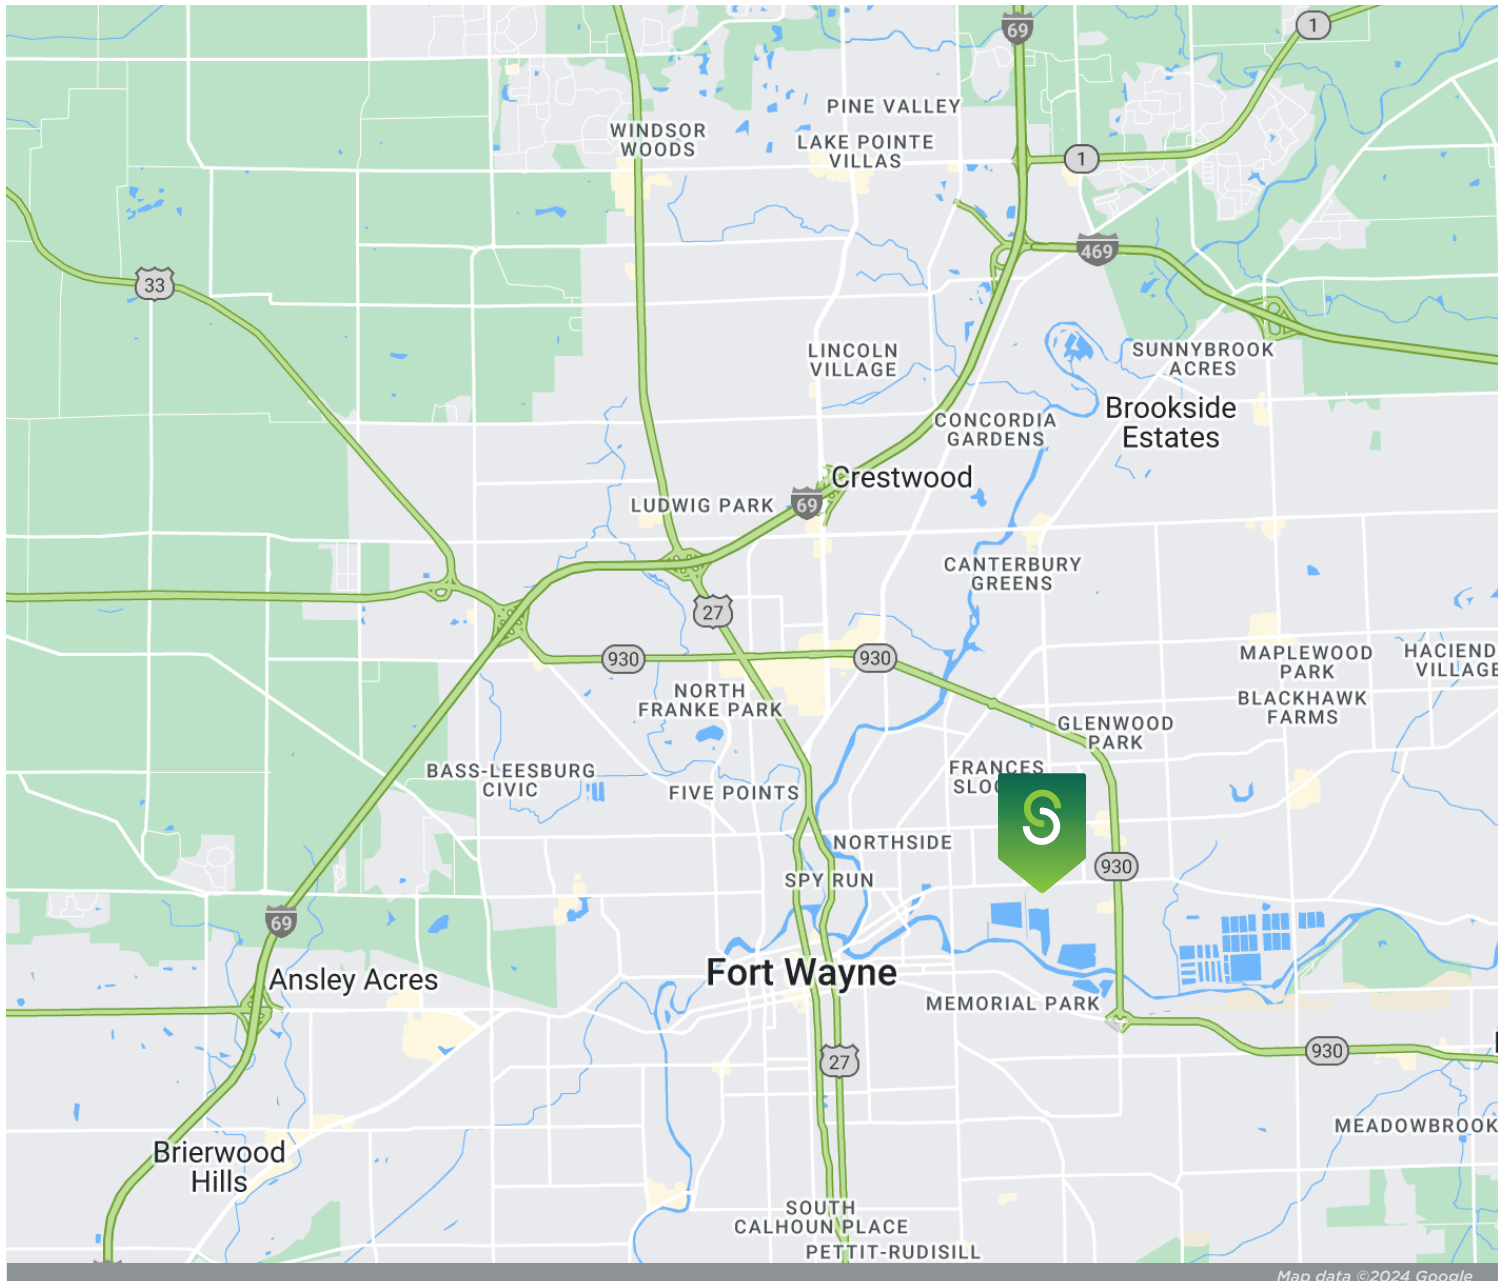 69
1
PINE VALLEY
WINDSOR
WOODS
LAKE POINTE
VILLAS
1
469
33
LINCOLN
VILLAGE
SUNNYBROOK
ACRES
Brookside
Estates
CONCORDIA
GARDENS
Crestwood
LUDWIG PARK
69
CANTERBURY
GREENS
27
930
930
MAPLEWOOD
PARK
HACIEND
VILLAGE
NORTH
FRANKE PARK
BLACKHAWK
FARMS
GLENWOOD
PARK
BASS-LEESBURG
CIVIC
FIVE POINTS
FRANCES
SLOC
S
NORTHSIDE
930
SPY RUN
69
Fort Wayne
Ansley Acres
MEMORIAL PARK
930
27
MEADOWBROOK
Brierwood
Hills
SOUTH
CALHOUN PLACE
PETTIT-RUDISILL
Map data ©2024 Google